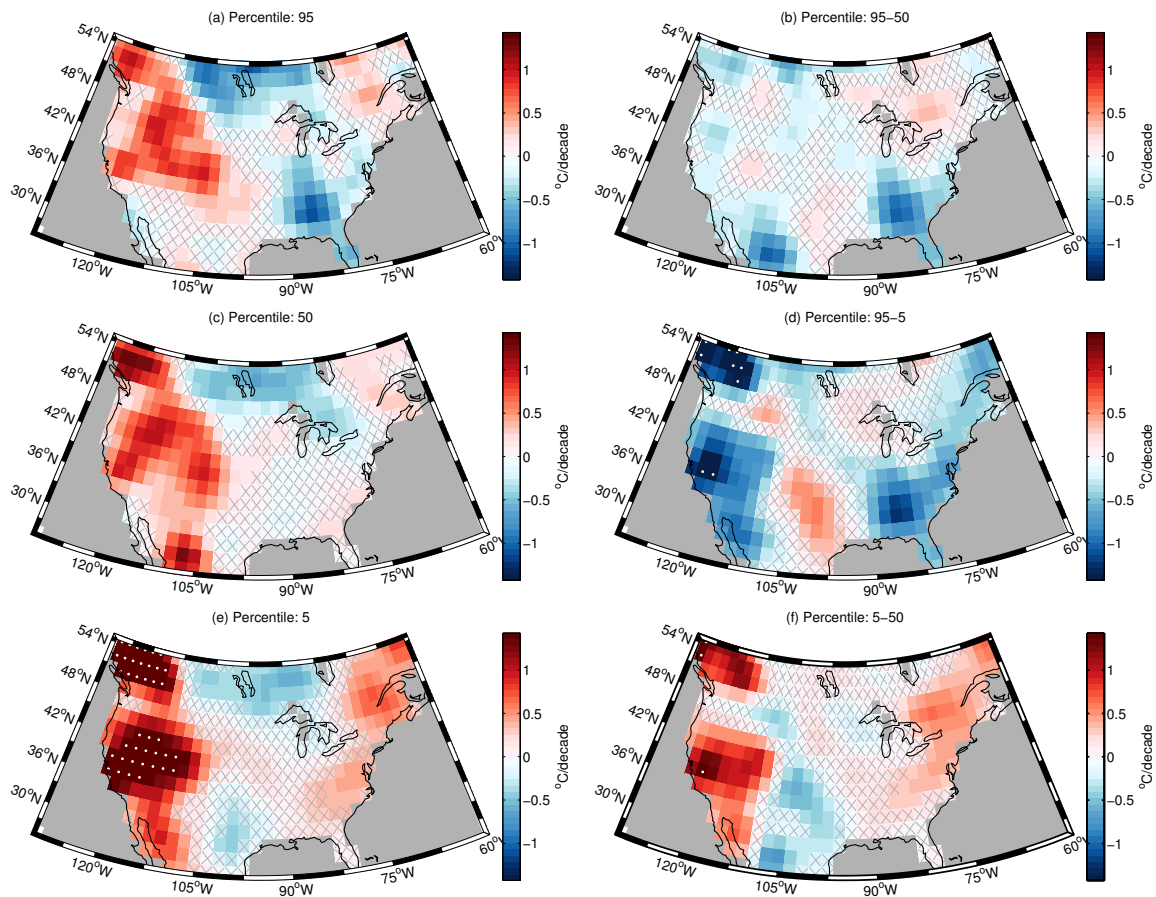 (a) Percentile: 95
54°N
48°N
42°N
36°N
30°N
120°W
105°W
90°W
75°W
60°
1
0.5
0
−0.5
−1
°C/decade
(b) Percentile: 95−50
54°N
48°N
42°N
36°N
30°N
120°W
105°W
90°W
75°W
60°W
1
0.5
0
−0.5
−1
°C/decade
(c) Percentile: 50
54°N
48°N
42°N
36°N
30°N
120°W
105°W
90°W
75°W
60°
1
0.5
0
−0.5
−1
°C/decade
(d) Percentile: 95−5
54°N
48°N
42°N
36°N
30°N
120°W
105°W
90°W
75°W
60°W
1
0.5
0
−0.5
−1
°C/decade
(e) Percentile: 5
54°N
48°N
42°N
36°N
30°N
120°W
105°W
90°W
75°W
60°
1
0.5
0
−0.5
−1
°C/decade
(f) Percentile: 5−50
54°N
48°N
42°N
36°N
30°N
120°W
105°W
90°W
75°W
60°W
1
0.5
0
−0.5
−1
°C/decade